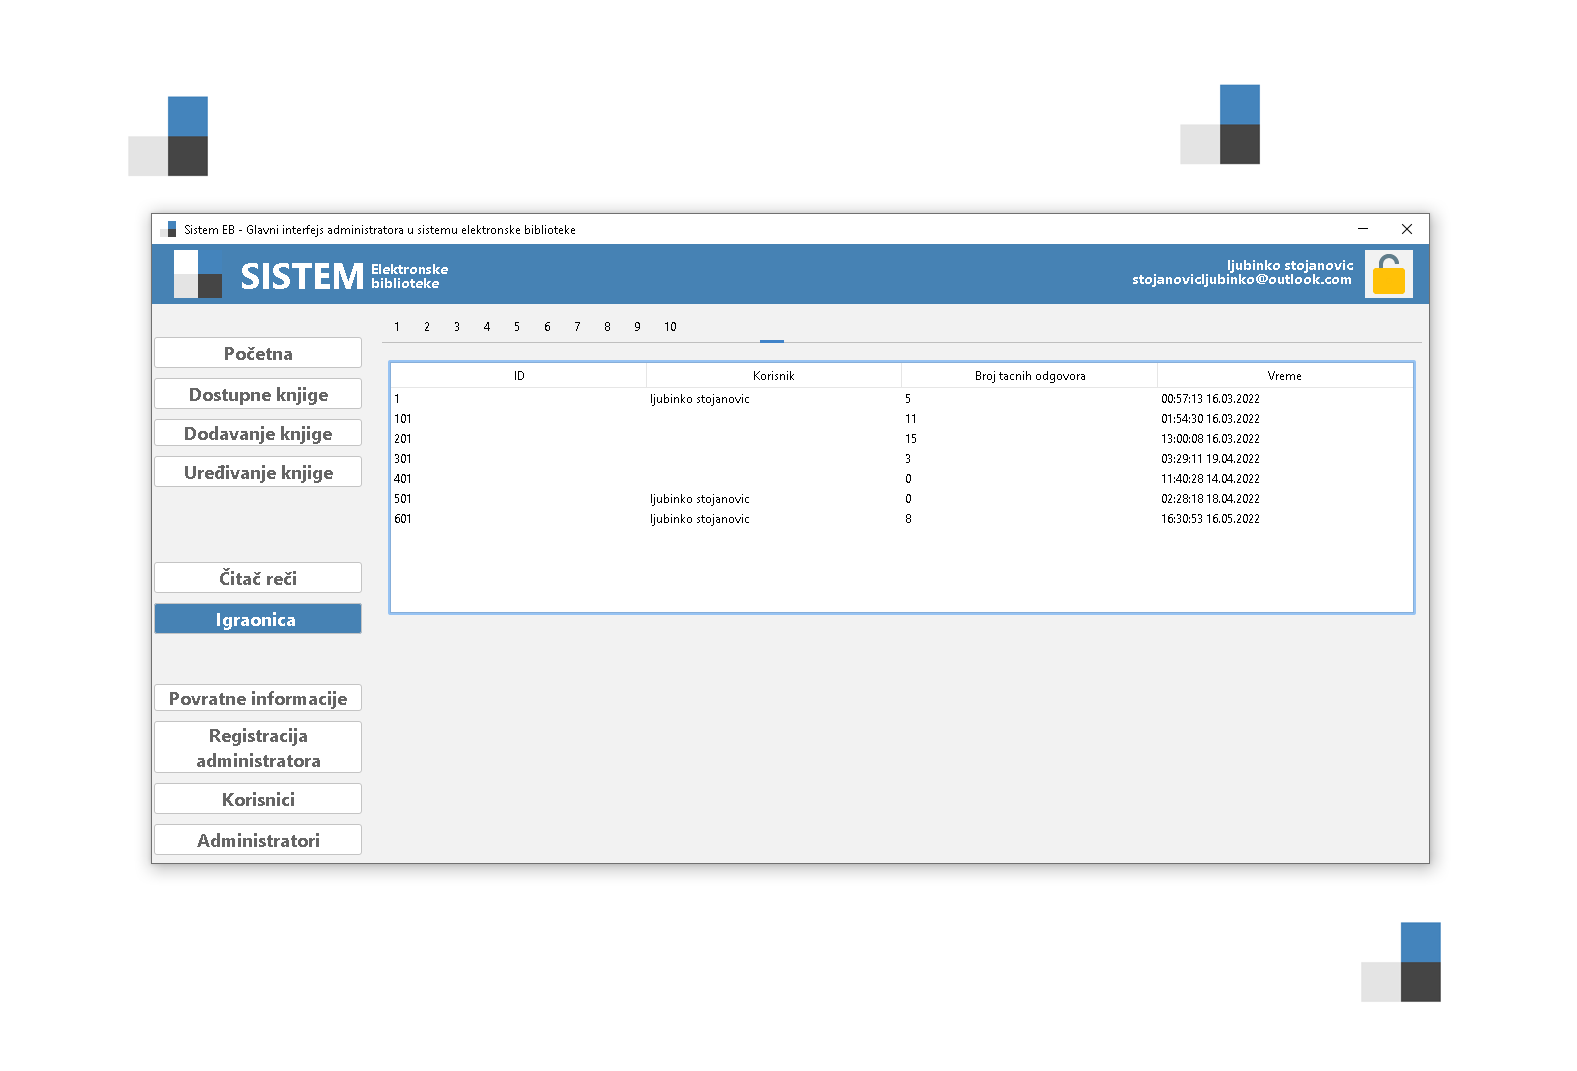 Sistem EB - Glavni interfejs administratora u sistemu elektronske biblioteke
SISTEM Elektronske
biblioteke
ljubinko stojanovic
stojanovicljubinko@outlook.com
1 2 3 4 5 6 7 8 9 10
Početna
Dostupne knjige
Dodavanje knjige
Uređivanje knjige
Čitač reči
Igraonica
Povratne informacije
Registracija
administratora
Korisnici
Administratori
ID Korisnik Broj tacnih odgovora Vreme
1 ljubinko stojanovic 5 00:57:13 16.03.2022
101 11 01:54:30 16.03.2022
201 15 13:00:08 16.03.2022
301 3 03:29:11 19.04.2022
401 0 11:40:28 14.04.2022
501 ljubinko stojanovic 0 02:28:18 18.04.2022
601 ljubinko stojanovic 8 16:30:53 16.05.2022